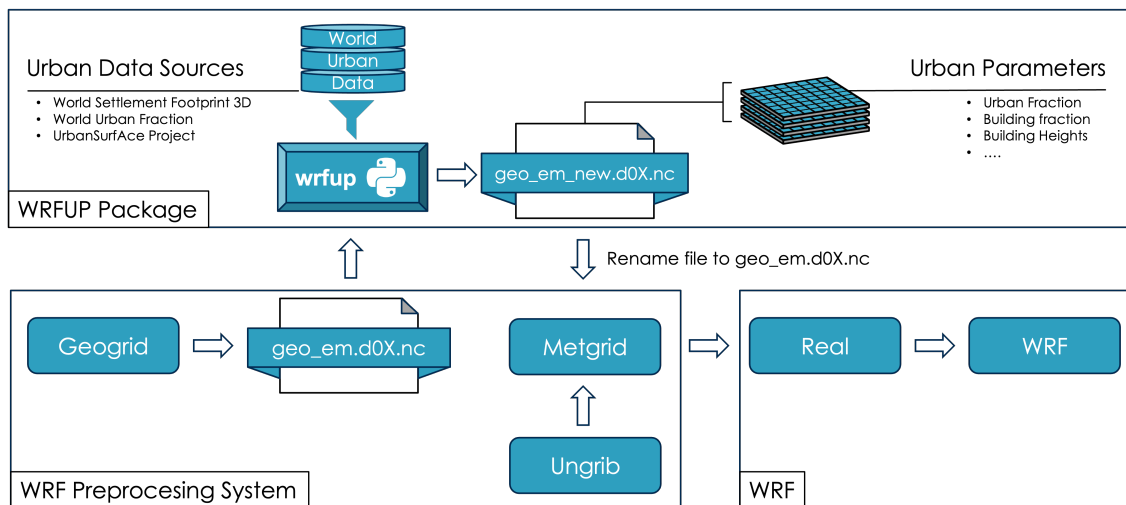 World
Urban
Data
Urban Data Sources
• World Settlement Footprint 3D
• World Urban Fraction
• UrbanSurfAce Project
wrfup
geo_em_new.d0X.nc
Urban Parameters
• Urban Fraction
• Building fraction
• Building Heights
• ....
WRFUP Package
Rename file to geo_em.d0X.nc
Geogrid
geo_em.d0X.nc
Metgrid
Ungrib
WRF Preprocesing System
Real
WRF
WRF